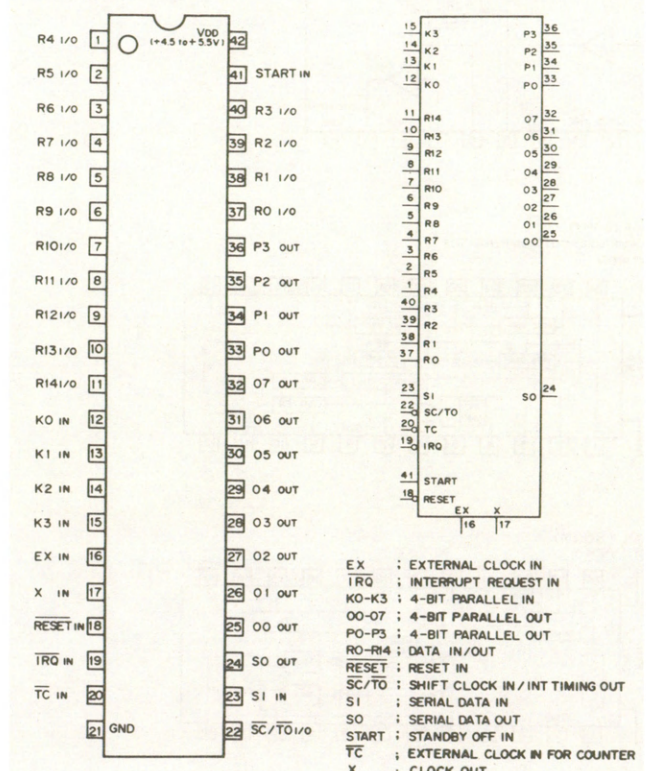 R4 I/O 1 VDD 42
(+4.5 to +5.5V)
R5 I/O 2 41 START IN
R6 I/O 3 40 R3 I/O
R7 I/O 4 39 R2 I/O
R8 I/O 5 38 R1 I/O
R9 I/O 6 37 R0 I/O
R10 I/O 7 36 P3 OUT
R11 I/O 8 35 P2 OUT
R12 I/O 9 34 P1 OUT
R13 I/O 10 33 P0 OUT
R14 I/O 11 32 O7 OUT
K0 IN 12 31 O6 OUT
K1 IN 13 30 O5 OUT
K2 IN 14 29 O4 OUT
K3 IN 15 28 O3 OUT
EX IN 16 27 O2 OUT
X IN 17 26 O1 OUT
RESET IN 18 25 O0 OUT
IRQ IN 19 24 SO OUT
TC IN 20 23 SI IN
21 GND 22 SC/TO I/O
15 K3 P3 36
14 K2 P2 35
13 K1 P1 34
12 K0 P0 33
11 R14 O7 32
10 R13 O6 31
9 R12 O5 30
8 R11 O4 29
7 R10 O3 28
6 R9 O2 27
5 R8 O1 26
4 R7 O0 25
3 R6
2 R5
R4
40 R3
39 R2
38 R1
37 R0
23 SI SO 24
22 SC/TO
20 TC
19 IRQ
41 START
18 RESET
EX X
16 17
EX ; EXTERNAL CLOCK IN
IRQ ; INTERRUPT REQUEST IN
K0-K3 ; 4-BIT PARALLEL IN
O0-O7 ; 4-BIT PARALLEL OUT
P0-P3 ; 4-BIT PARALLEL OUT
R0-R14 ; DATA IN/OUT
RESET ; RESET IN
SC/TO ; SHIFT CLOCK IN / INT TIMING OUT
SI ; SERIAL DATA IN
SO ; SERIAL DATA OUT
START ; STANDBY OFF IN
TC ; EXTERNAL CLOCK IN FOR COUNTER
X ; CLOCK OUT